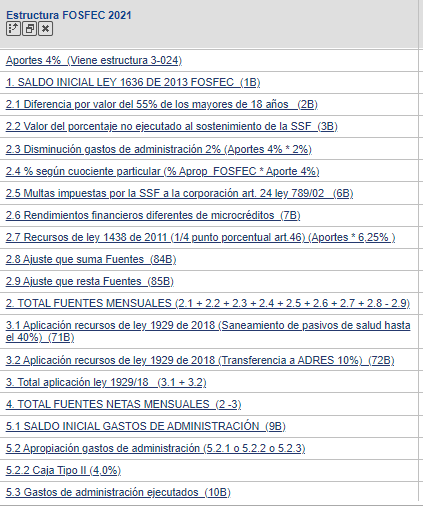 Estructura FOSFEC 2021
Aportes 4% (Viene estructura 3-024)
1. SALDO INICIAL LEY 1636 DE 2013 FOSFEC (1B)
2.1 Diferencia por valor del 55% de los mayores de 18 años (2B)
2.2 Valor del porcentaje no ejecutado al sostenimiento de la SSF (3B)
2.3 Disminución gastos de administración 2% (Aportes 4% * 2%)
2.4 % según cuociente particular (% Aprop FOSFEC * Aporte 4%)
2.5 Multas impuestas por la SSF a la corporación art. 24 ley 789/02 (6B)
2.6 Rendimientos financieros diferentes de microcréditos (7B)
2.7 Recursos de ley 1438 de 2011 (1/4 punto porcentual art.46) (Aportes * 6,25% )
2.8 Ajuste que suma Fuentes (84B)
2.9 Ajuste que resta Fuentes (85B)
2. TOTAL FUENTES MENSUALES (2.1 + 2.2 + 2.3 + 2.4 + 2.5 + 2.6 + 2.7 + 2.8 - 2.9)
3.1 Aplicación recursos de ley 1929 de 2018 (Saneamiento de pasivos de salud hasta
el 40%) (71B)
3.2 Aplicación recursos de ley 1929 de 2018 (Transferencia a ADRES 10%) (72B)
3. Total aplicación ley 1929/18 (3.1 + 3.2)
4. TOTAL FUENTES NETAS MENSUALES (2 -3)
5.1 SALDO INICIAL GASTOS DE ADMINISTRACIÓN (9B)
5.2 Apropiación gastos de administración (5.2.1 o 5.2.2 o 5.2.3)
5.2.2 Caja Tipo II (4,0%)
5.3 Gastos de administración ejecutados (10B)